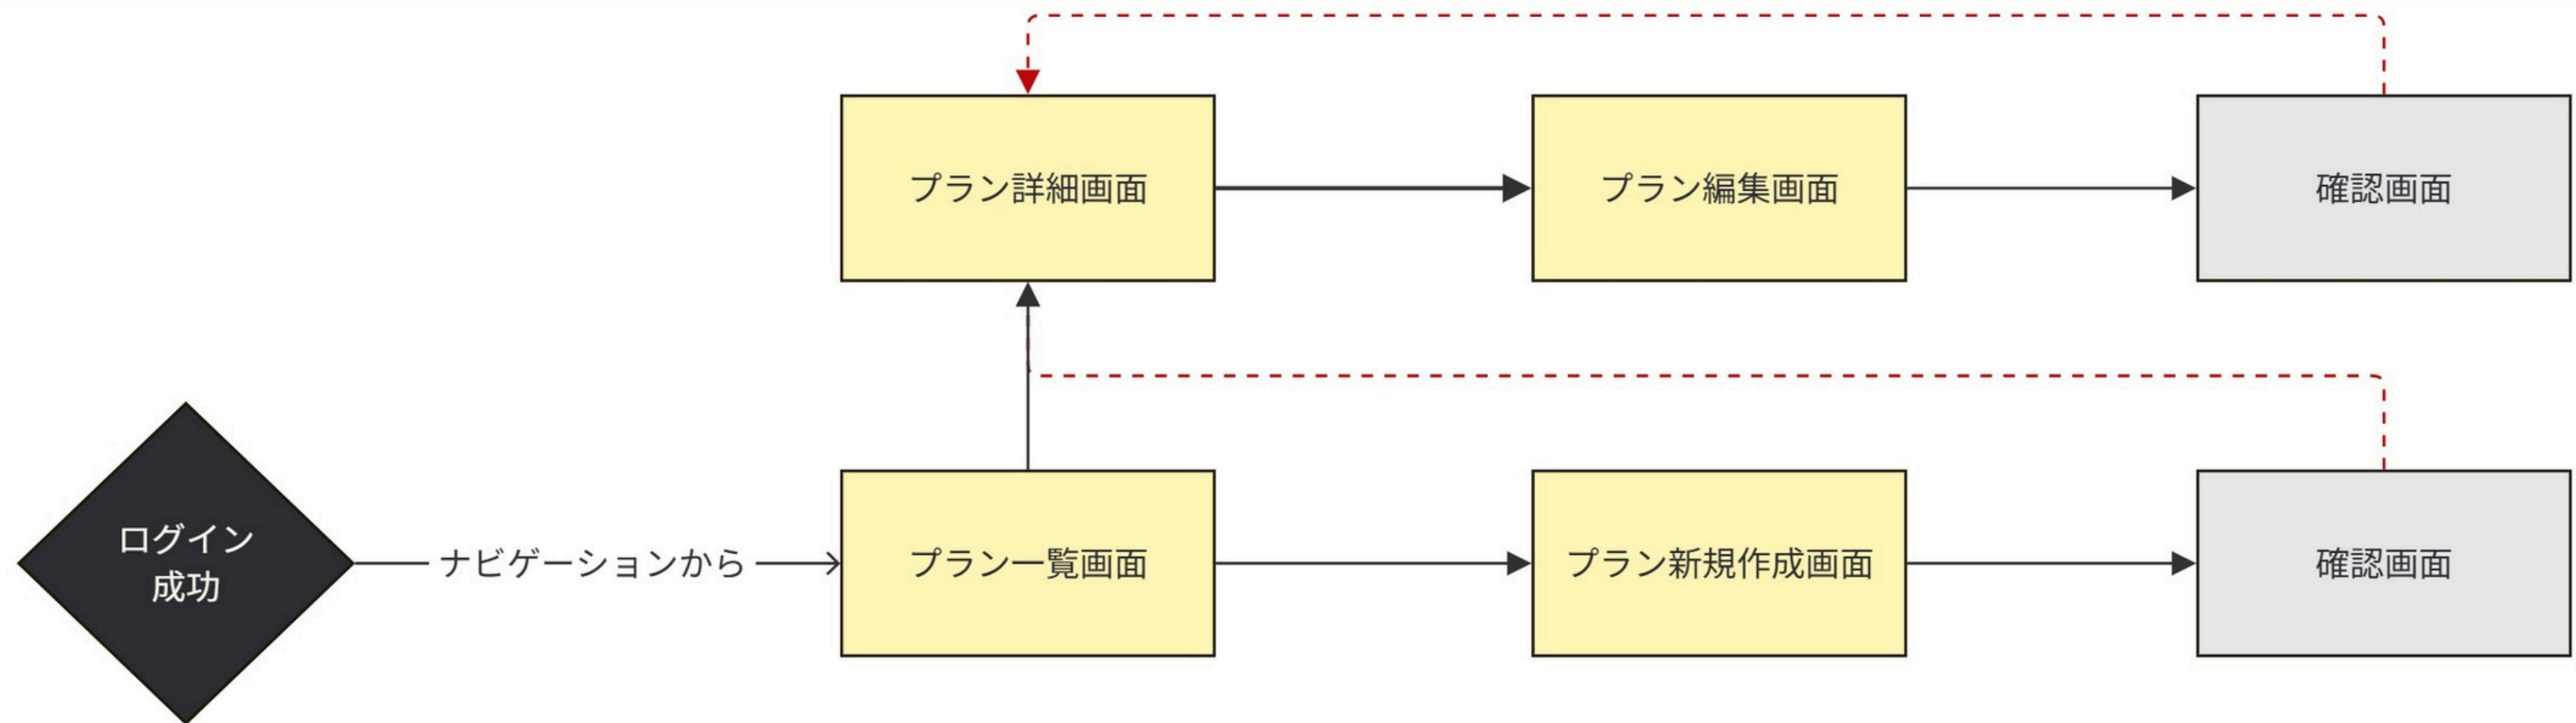 プラン詳細画面
プラン編集画面
確認画面
ログイン
成功
ナビゲーションから
プラン一覧画面
プラン新規作成画面
確認画面